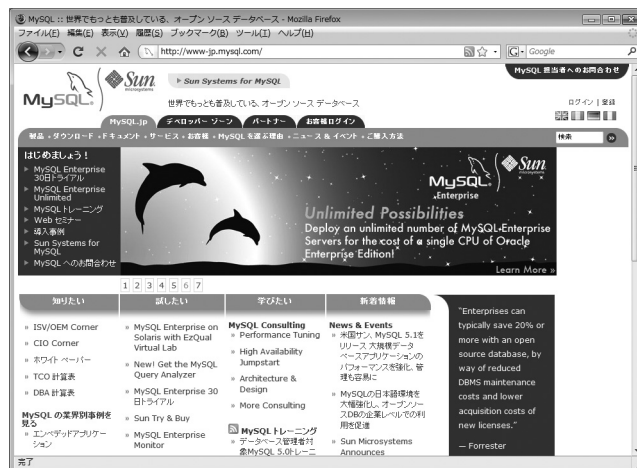 MySQL :: 世界でもっとも普及している、オープン ソース データベース - Mozilla Firefox
ファイル(F) 編集(E) 表示(V) 履歴(S) ブックマーク(B) ツール(T) ヘルプ(H)
http://www-jp.mysql.com/
Google
MySQL 担当者へのお問合わせ
MySQL
Sun
microsystems
Sun Systems for MySQL
世界でもっとも普及している、オープン ソース データベース
ログイン | 登録
MySQL.jp
デベロッパー ゾーン
パートナー
お客様ログイン
製品
ダウンロード
ドキュメント
サービス
お客様
MySQL を選ぶ理由
ニュース & イベント
ご購入方法
検索
はじめましょう!
MySQL Enterprise
30日トライアル
MySQL Enterprise
Unlimited
MySQL トレーニング
Web セミナー
導入事例
Sun Systems for
MySQL
MySQL へのお問合わせ
MySQL
Enterprise
Sun
microsystems
Unlimited Possibilities
Deploy an unlimited number of MySQL Enterprise
Servers for the cost of a single CPU of Oracle
Enterprise Edition!
Learn More »
1 2 3 4 5 6 7
知りたい
» ISV/OEM Corner
» CIO Corner
» ホワイト ペーパー
» TCO 計算表
» DBA 計算表
MySQL の業界別事例を
見る
» エンベデッドアプリケー
ション
試したい
» MySQL Enterprise on
Solaris with EzQual
Virtual Lab
» New! Get the MySQL
Query Analyzer
» MySQL Enterprise 30
日トライアル
» Sun Try & Buy
» MySQL Enterprise
Monitor
学びたい
MySQL Consulting
» Performance Tuning
» High Availability
Jumpstart
» Architecture &
Design
» More Consulting
MySQL トレーニング
» データベース管理者対
象MySQL 5.0トレーニ
新着情報
News & Events
» 米国サン、MySQL 5.1を
リリース 大規模データ
ベースアプリケーションの
パフォーマンスを強化、管
理も容易に
» MySQLの日本語環境を
大幅強化し、オープンソー
スDBの企業レベルでの利
用を促進
» Sun Microsystems
Announces
"Enterprises can
typically save 20% or
more with an open
source database, by
way of reduced
DBMS maintenance
costs and lower
acquisition costs of
new licenses."
— Forrester
完了